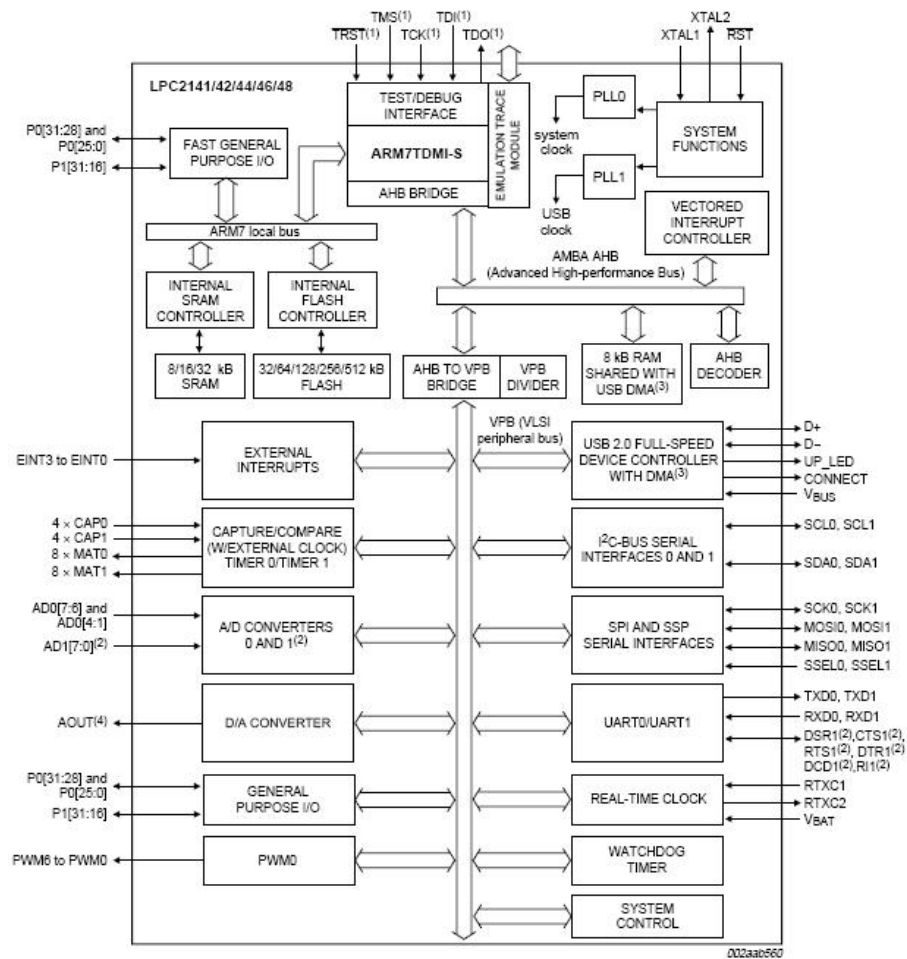 TMS(1) TDI(1) XTAL2
TRST(1) TCK(1) TDO(1) XTAL1 RST
LPC2141/42/44/46/48
TEST/DEBUG
INTERFACE
ARM7TDMI-S
AHB BRIDGE
EMULATION TRACE
MODULE
PLL0
system
clock
PLL1
USB
clock
SYSTEM
FUNCTIONS
VECTORED
INTERRUPT
CONTROLLER
P0[31:28] and
P0[25:0]
P1[31:16]
FAST GENERAL
PURPOSE I/O
ARM7 local bus
AMBA AHB
(Advanced High-performance Bus)
INTERNAL
SRAM
CONTROLLER
INTERNAL
FLASH
CONTROLLER
8/16/32 kB
SRAM
32/64/128/256/512 kB
FLASH
AHB TO VPB
BRIDGE
VPB
DIVIDER
8 kB RAM
SHARED WITH
USB DMA(3)
AHB
DECODER
VPB (VLSI
peripheral bus)
EINT3 to EINT0
EXTERNAL
INTERRUPTS
USB 2.0 FULL-SPEED
DEVICE CONTROLLER
WITH DMA(3)
D+
D−
UP_LED
CONNECT
VBUS
4 × CAP0
4 × CAP1
8 × MAT0
8 × MAT1
CAPTURE/COMPARE
(W/EXTERNAL CLOCK)
TIMER 0/TIMER 1
I2C-BUS SERIAL
INTERFACES 0 AND 1
SCL0, SCL1
SDA0, SDA1
AD0[7:6] and
AD0[4:1]
AD1[7:0](2)
A/D CONVERTERS
0 AND 1(2)
SPI AND SSP
SERIAL INTERFACES
SCK0, SCK1
MOSI0, MOSI1
MISO0, MISO1
SSEL0, SSEL1
AOUT(4)
D/A CONVERTER
UART0/UART1
TXD0, TXD1
RXD0, RXD1
DSR1(2),CTS1(2),
RTS1(2), DTR1(2)
DCD1(2),RI1(2)
P0[31:28] and
P0[25:0]
P1[31:16]
GENERAL
PURPOSE I/O
REAL-TIME CLOCK
RTXC1
RTXC2
VBAT
PWM6 to PWM0
PWM0
WATCHDOG
TIMER
SYSTEM
CONTROL
002aab560